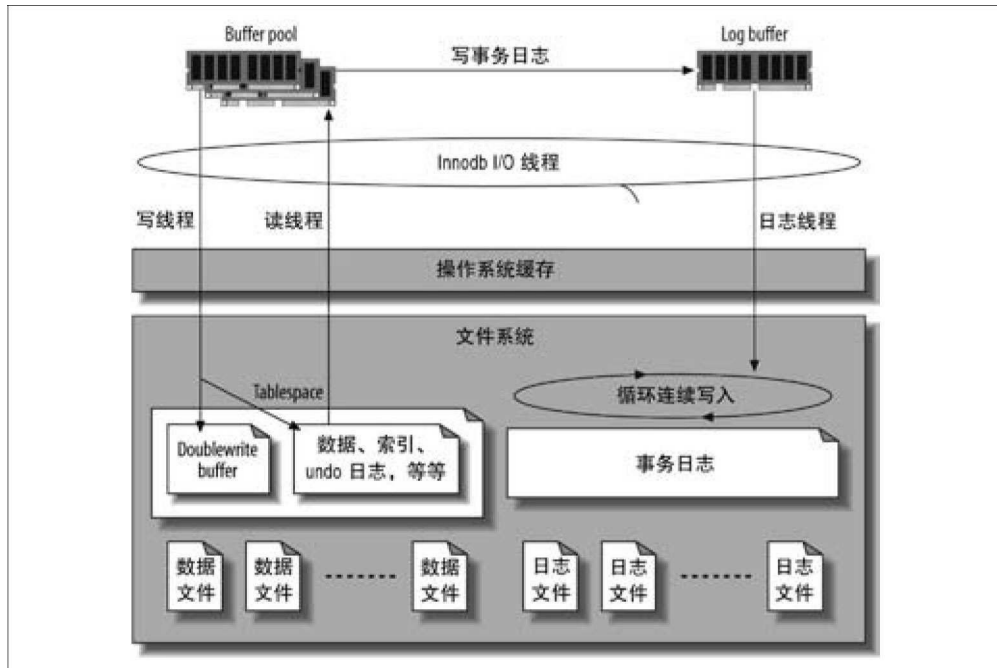 Buffer pool
Log buffer
写事务日志
Innodb I/O 线程
写线程
读线程
日志线程
操作系统缓存
文件系统
Tablespace
循环连续写入
Doublewrite
buffer
数据、索引、
undo 日志，等等
事务日志
数据
文件
数据
文件
数据
文件
日志
文件
日志
文件
日志
文件